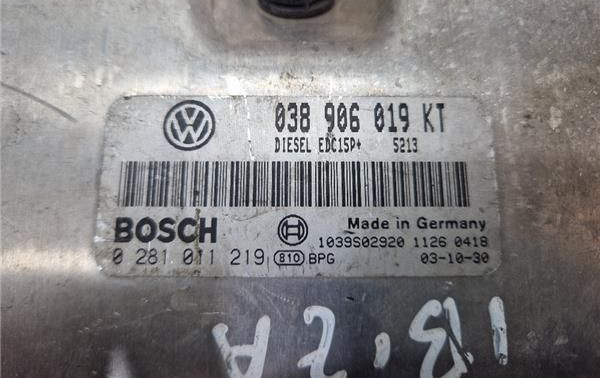 038 906 019 KT
DIESEL EDC15P+ 5213
BOSCH
Made in Germany
1039S02920 1126 0418
0 281 011 219 810 BPG 03-10-30